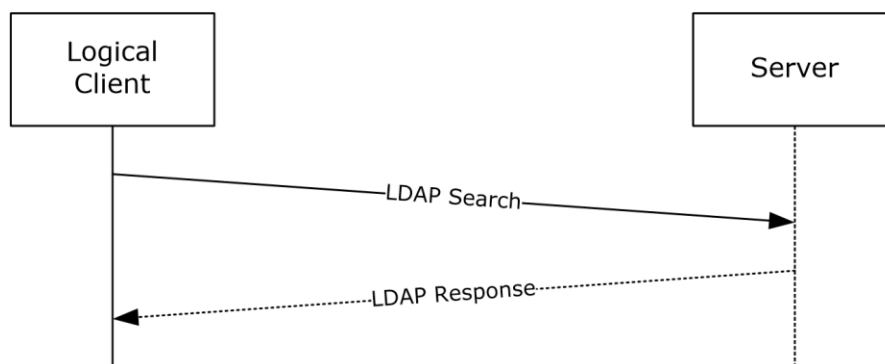 Logical
Client
Server
LDAP Search
LDAP Response